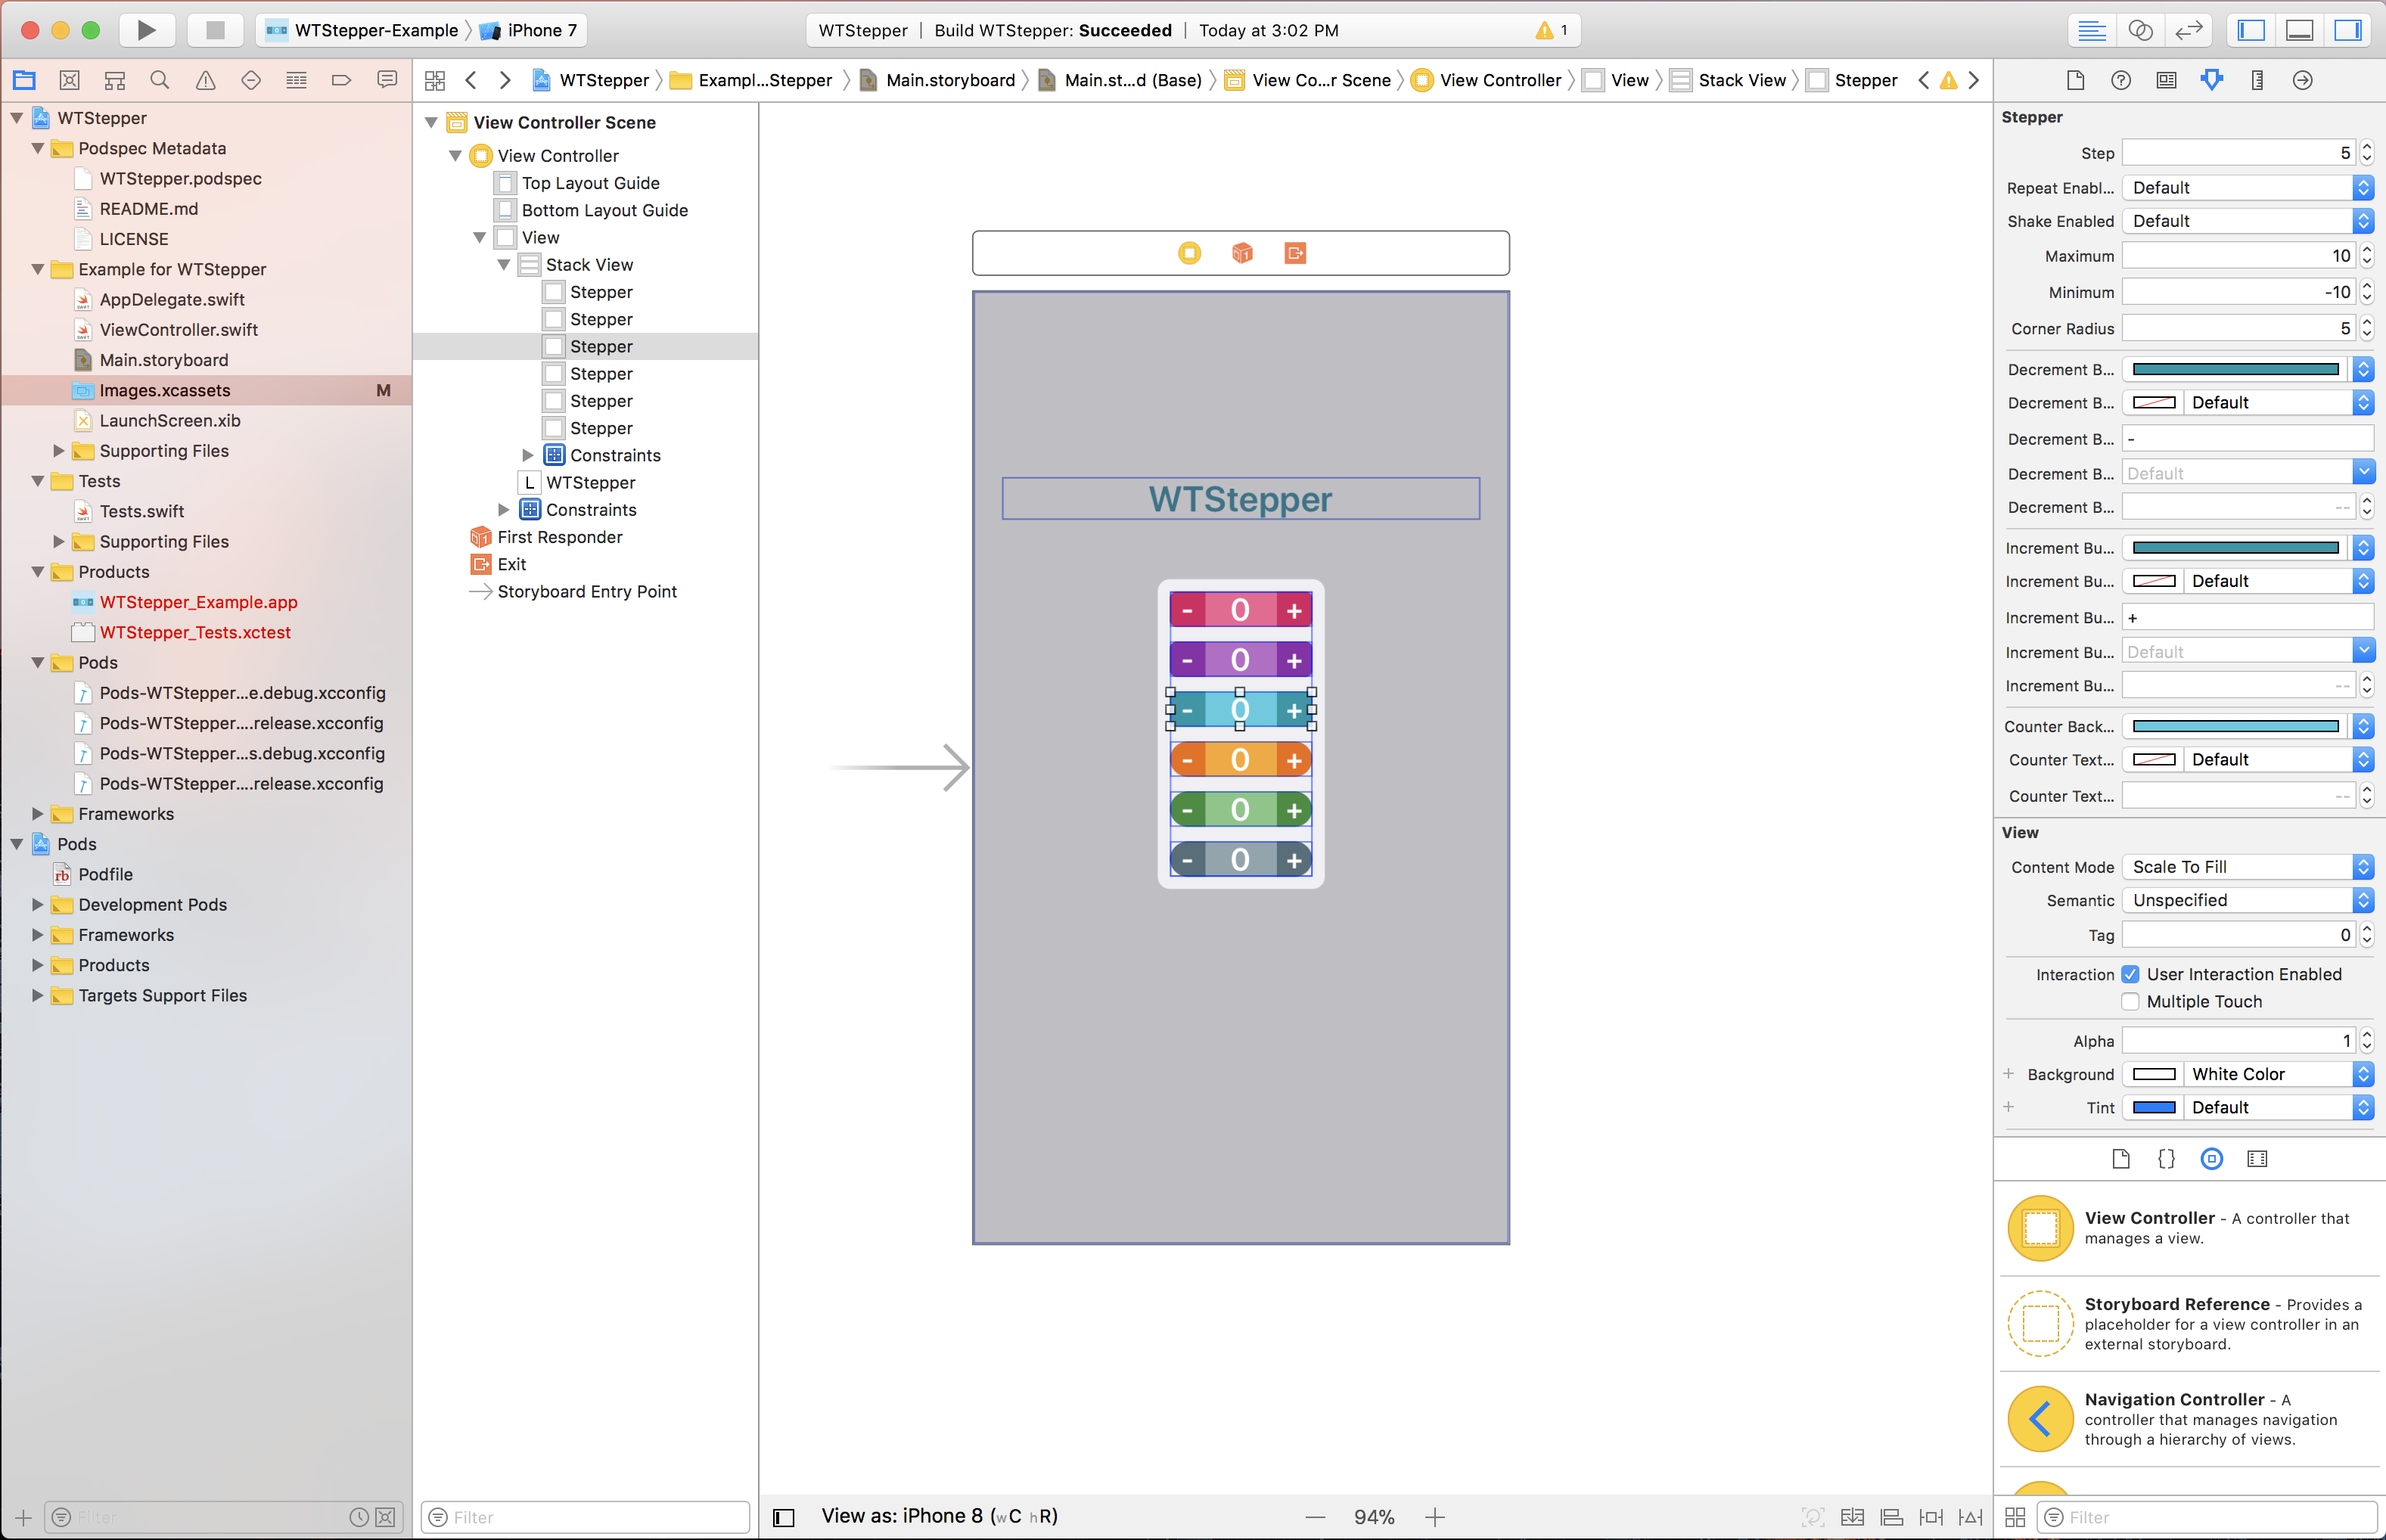 WTStepper-Example iPhone 7
WTStepper Build WTStepper: Succeeded Today at 3:02 PM 1
WTStepper Exampl...Stepper Main.storyboard Main.st...d (Base) View Co...r Scene View Controller View Stack View Stepper
WTStepper
Podspec Metadata
WTStepper.podspec
README.md
LICENSE
Example for WTStepper
AppDelegate.swift
ViewController.swift
Main.storyboard
Images.xcassets M
LaunchScreen.xib
Supporting Files
Tests
Tests.swift
Supporting Files
Products
WTStepper_Example.app
WTStepper_Tests.xctest
Pods
Pods-WTStepper...e.debug.xcconfig
Pods-WTStepper....release.xcconfig
Pods-WTStepper...s.debug.xcconfig
Pods-WTStepper....release.xcconfig
Frameworks
Pods
Podfile
Development Pods
Frameworks
Products
Targets Support Files
Filter
View Controller Scene
View Controller
Top Layout Guide
Bottom Layout Guide
View
Stack View
Stepper
Stepper
Stepper
Stepper
Stepper
Stepper
Constraints
L WTStepper
Constraints
First Responder
Exit
Storyboard Entry Point
Filter
WTStepper
- 0 +
- 0 +
- 0 +
- 0 +
- 0 +
- 0 +
View as: iPhone 8 (wC hR)
94%
Stepper
Step 5
Repeat Enabl... Default
Shake Enabled Default
Maximum 10
Minimum -10
Corner Radius 5
Decrement B...
Decrement B... Default
Decrement B... -
Decrement B... Default
Decrement B... --
Increment Bu...
Increment Bu... Default
Increment Bu... +
Increment Bu... Default
Increment Bu... --
Counter Back...
Counter Text... Default
Counter Text... --
View
Content Mode Scale To Fill
Semantic Unspecified
Tag 0
Interaction User Interaction Enabled
Multiple Touch
Alpha 1
+ Background White Color
+ Tint Default
View Controller - A controller that
manages a view.
Storyboard Reference - Provides a
placeholder for a view controller in an
external storyboard.
Navigation Controller - A
controller that manages navigation
through a hierarchy of views.
Filter